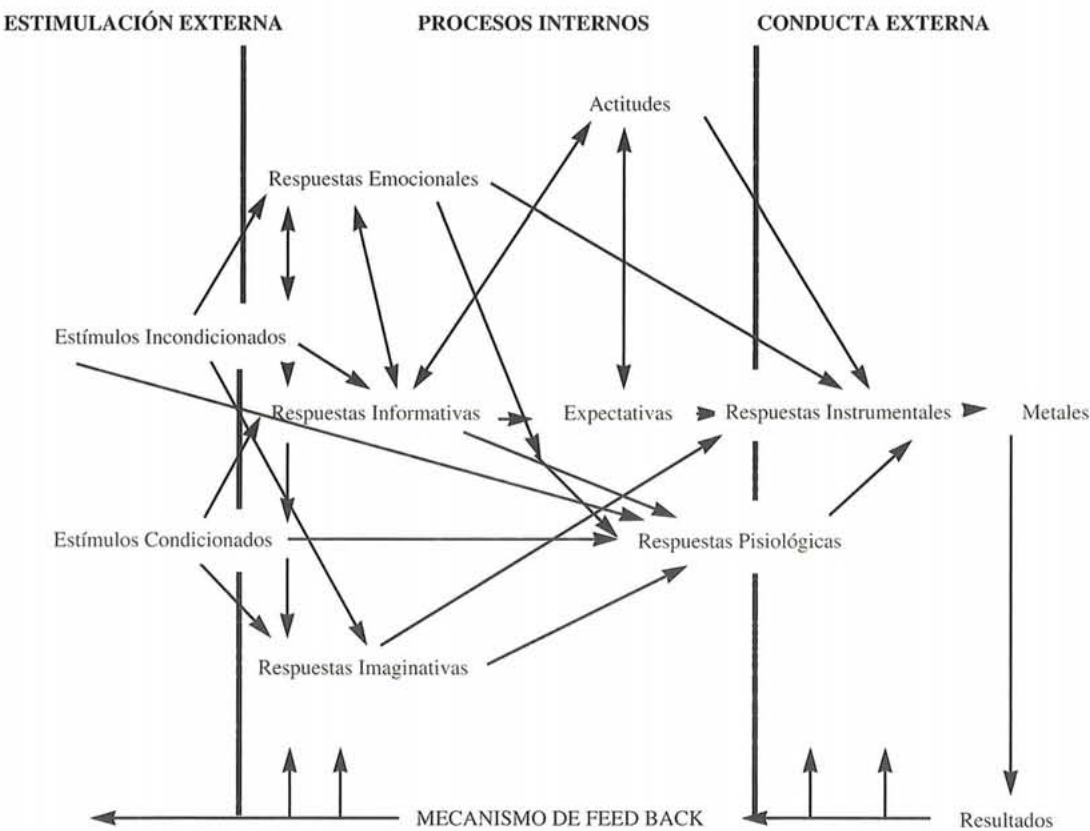 ESTIMULACIÓN EXTERNA PROCESOS INTERNOS CONDUCTA EXTERNA
Actitudes
Respuestas Emocionales
Estímulos Incondicionados
Respuestas Informativas Expectativas Respuestas Instrumentales Metales
Estímulos Condicionados Respuestas Pisiológicas
Respuestas Imaginativas
MECANISMO DE FEED BACK Resultados